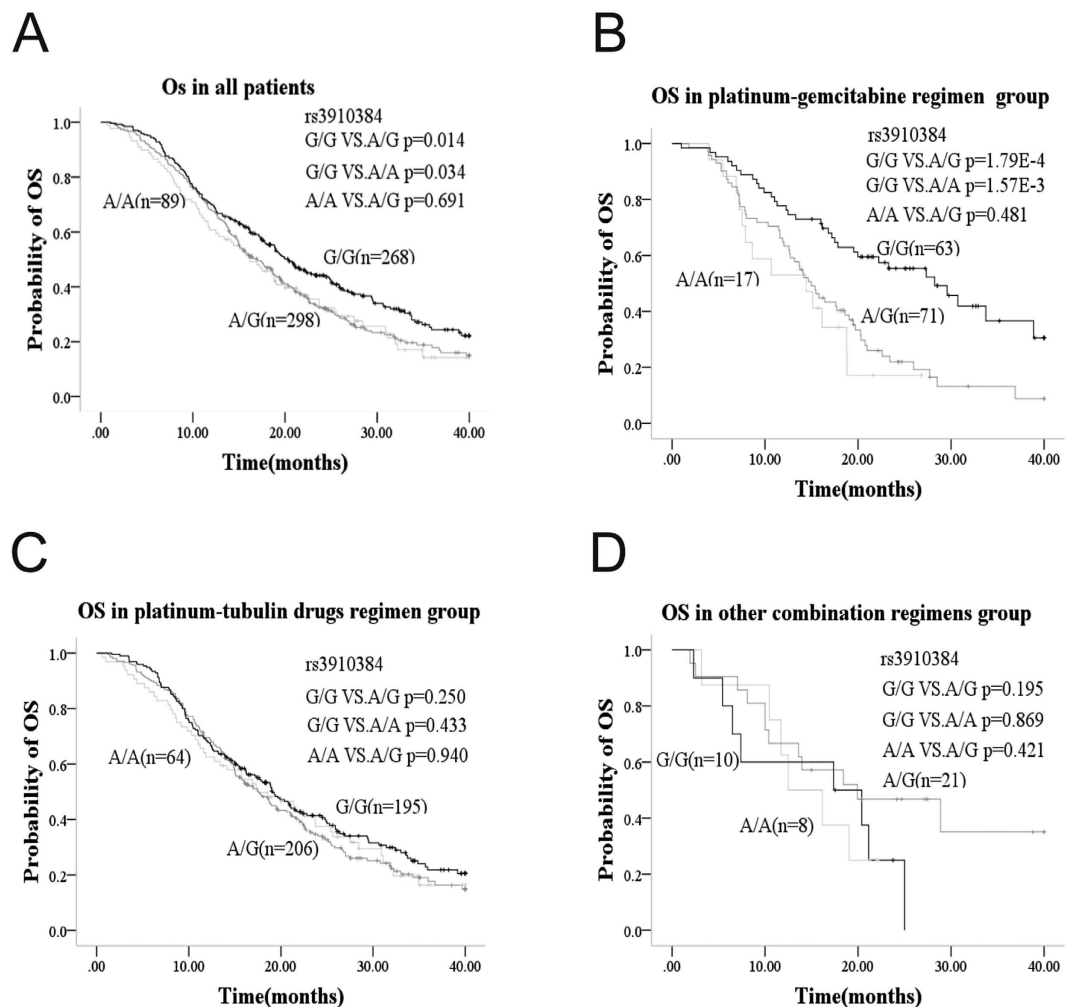 A
Os in all patients
rs3910384
G/G VS.A/G p=0.014
G/G VS.A/A p=0.034
A/A VS.A/G p=0.691
A/A(n=89)
G/G(n=268)
A/G(n=298)
Probability of OS
1.0
0.8
0.6
0.4
0.2
0.0
.00 10.00 20.00 30.00 40.00
Time(months)
B
OS in platinum-gemcitabine regimen group
rs3910384
G/G VS.A/G p=1.79E-4
G/G VS.A/A p=1.57E-3
A/A VS.A/G p=0.481
G/G(n=63)
A/A(n=17)
A/G(n=71)
Probability of OS
1.0
0.8
0.6
0.4
0.2
0.0
.00 10.00 20.00 30.00 40.00
Time(months)
C
OS in platinum-tubulin drugs regimen group
rs3910384
G/G VS.A/G p=0.250
G/G VS.A/A p=0.433
A/A VS.A/G p=0.940
A/A(n=64)
G/G(n=195)
A/G(n=206)
Probability of OS
1.0
0.8
0.6
0.4
0.2
0.0
.00 10.00 20.00 30.00 40.00
Time(months)
D
OS in other combination regimens group
rs3910384
G/G VS.A/G p=0.195
G/G VS.A/A p=0.869
A/A VS.A/G p=0.421
G/G(n=10)
A/G(n=21)
A/A(n=8)
Probability of OS
1.0
0.8
0.6
0.4
0.2
0.0
.00 10.00 20.00 30.00 40.00
Time(months)